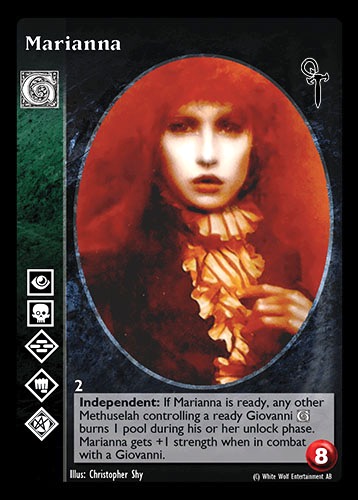 Marianna
2
Independent: If Marianna is ready, any other
Methuselah controlling a ready Giovanni
burns 1 pool during his or her unlock phase.
Marianna gets +1 strength when in combat
with a Giovanni.
8
Illus: Christopher Shy
(C) White Wolf Entertainment AB